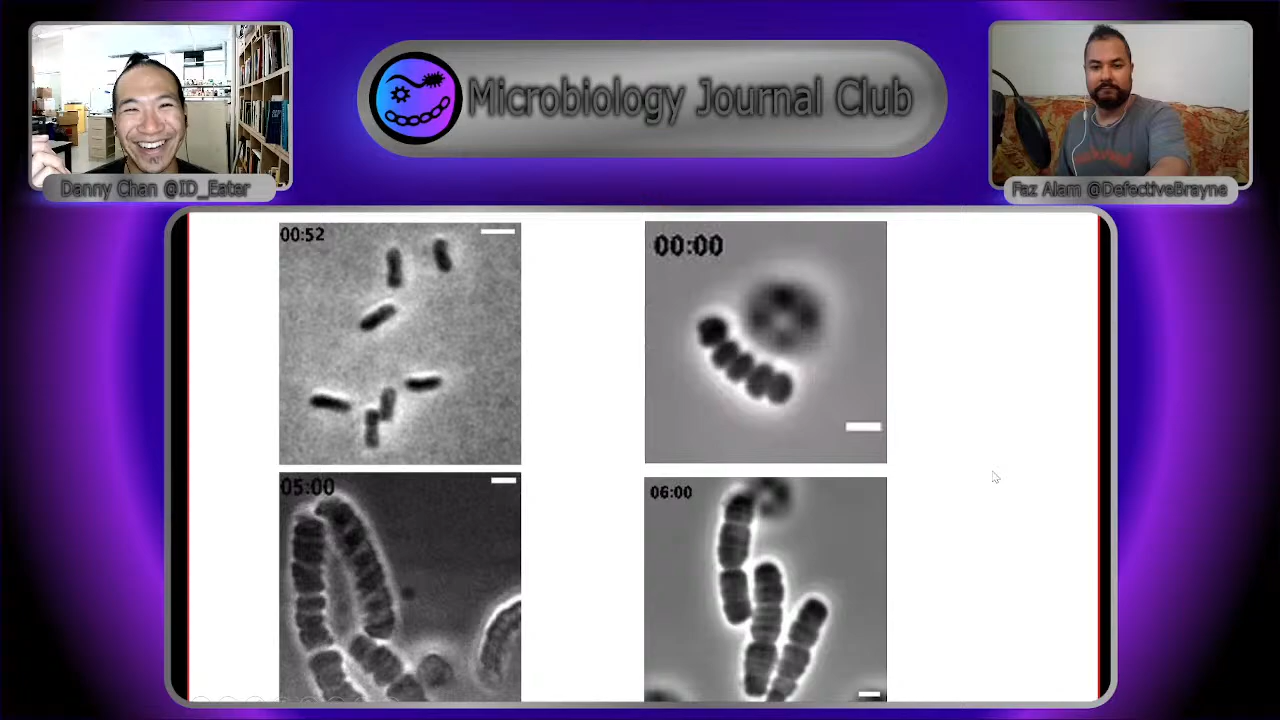 Microbiology Journal Club
Danny Chan @ID_Eater
Faz Alam @DefectiveBrayne
00:52
00:00
05:00
06:00